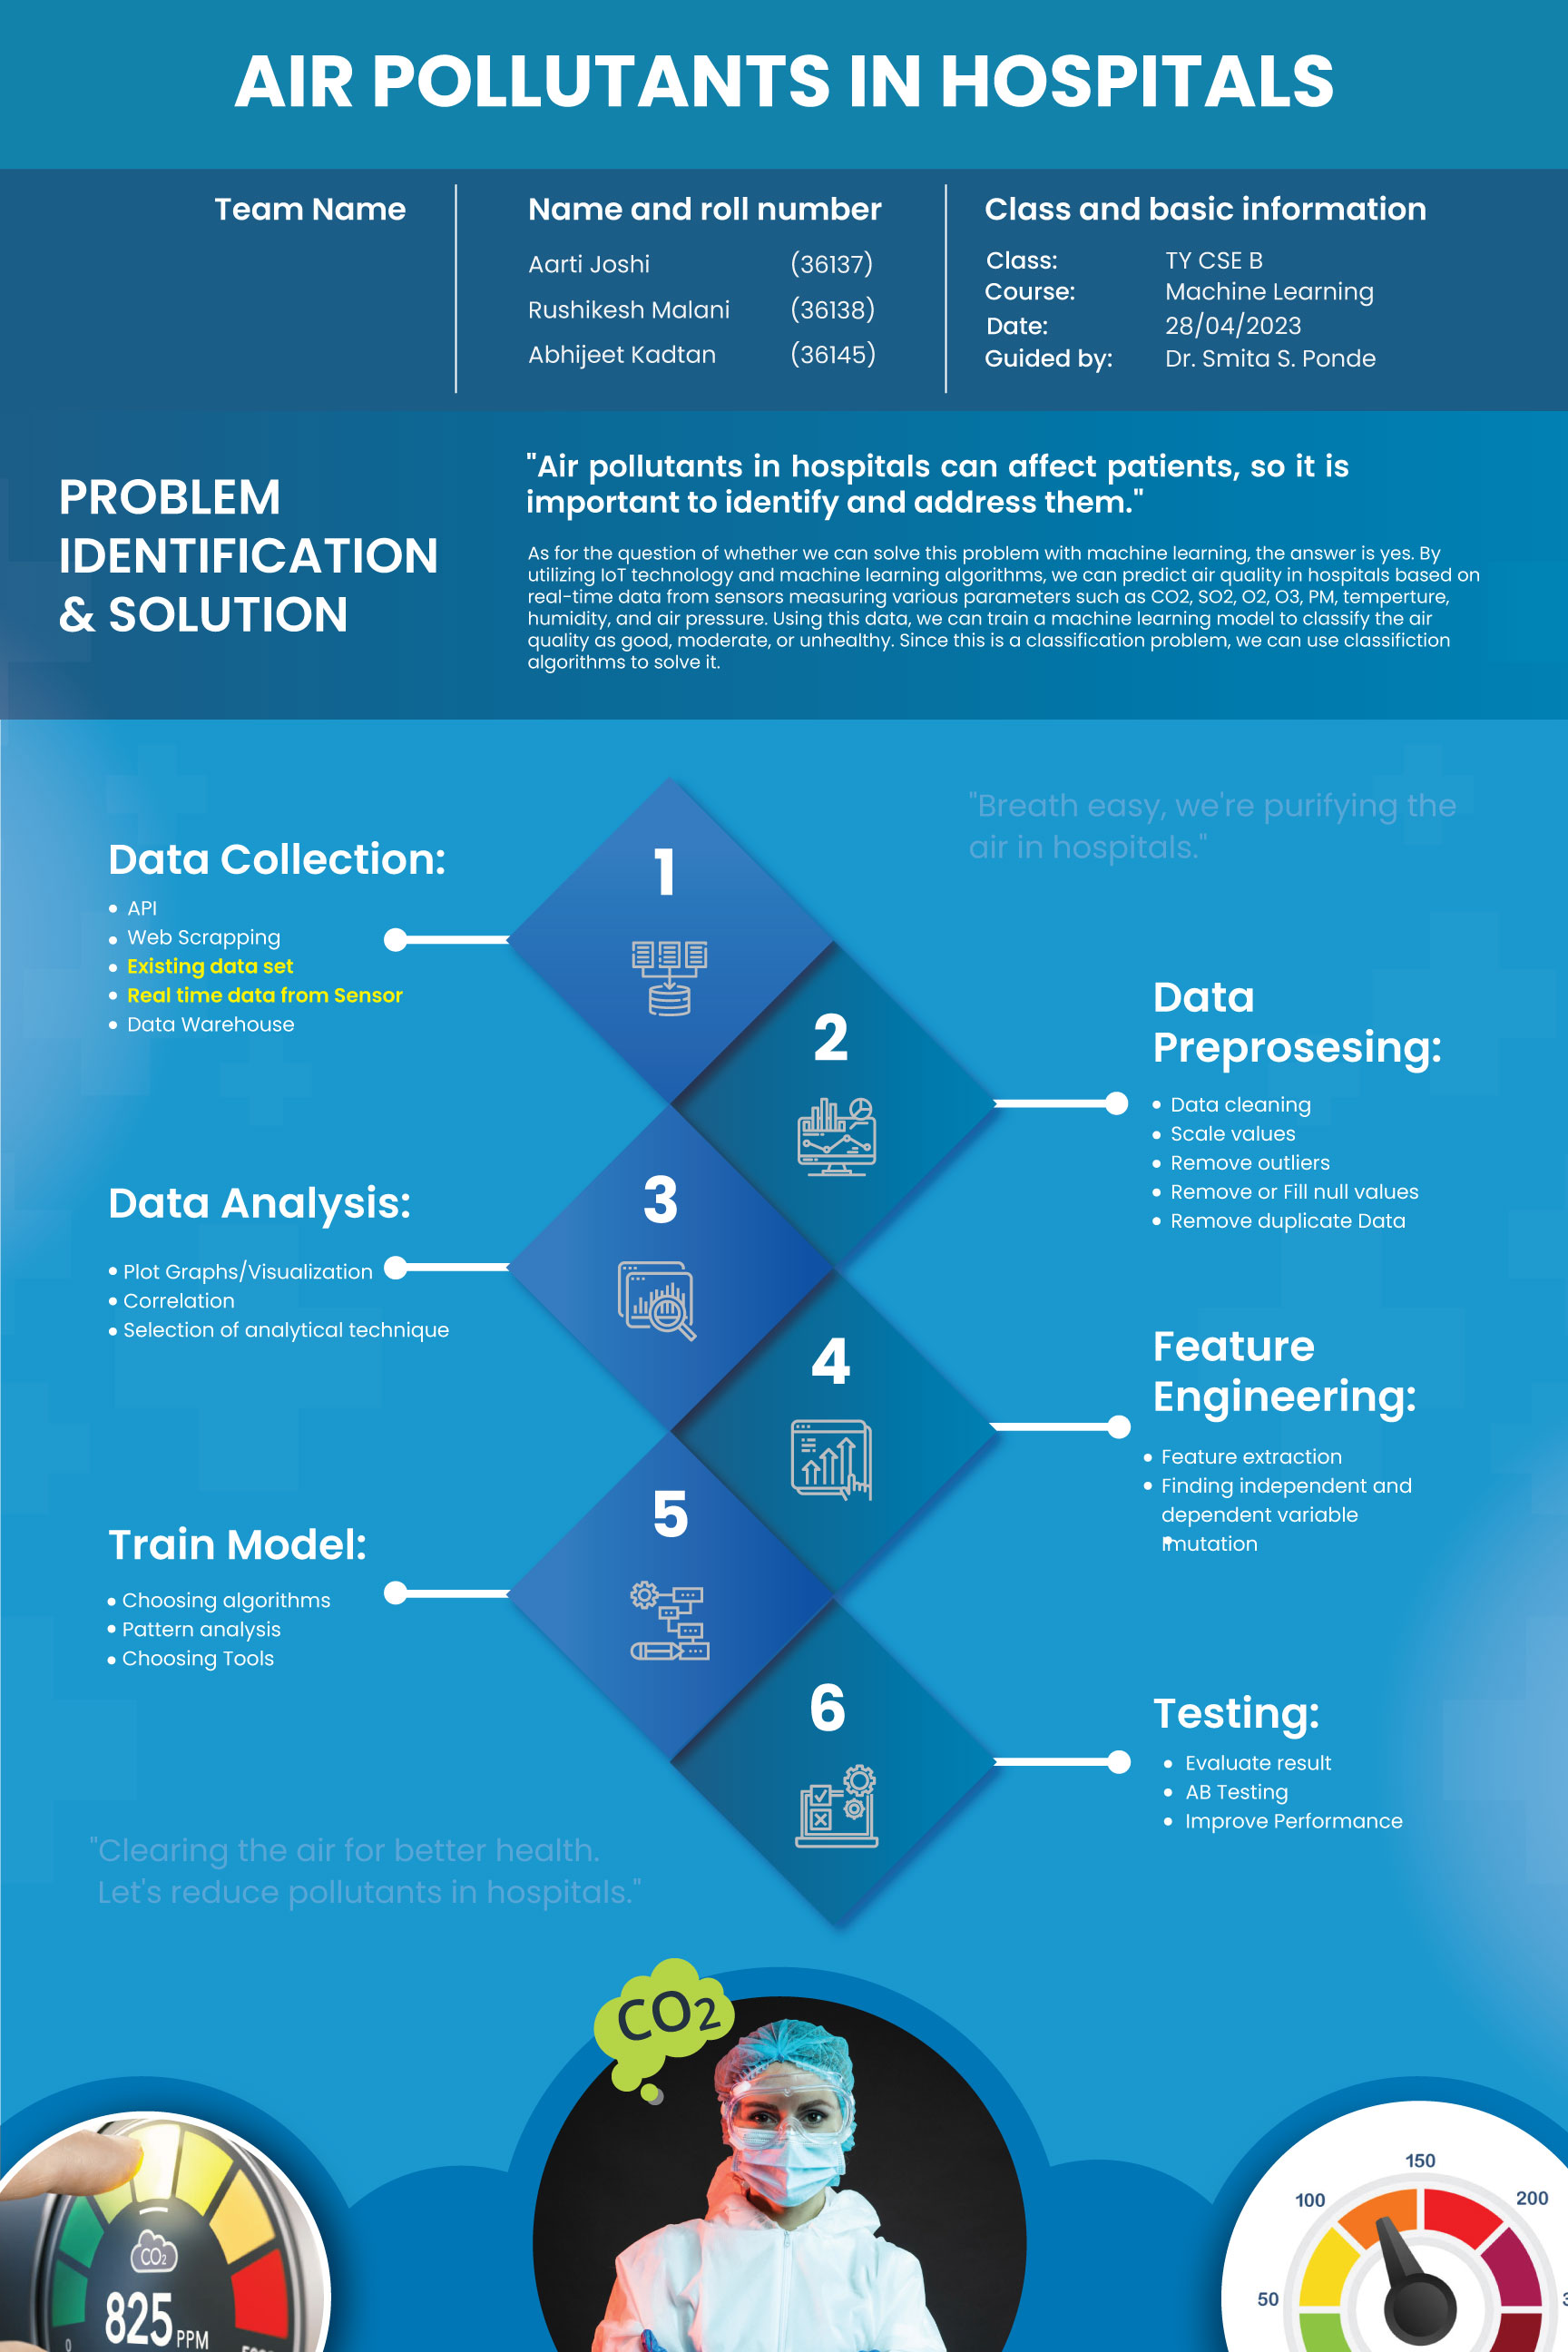 AIR POLLUTANTS IN HOSPITALS
Team Name
Name and roll number
Aarti Joshi (36137)
Rushikesh Malani (36138)
Abhijeet Kadtan (36145)
Class and basic information
Class: TY CSE B
Course: Machine Learning
Date: 28/04/2023
Guided by: Dr. Smita S. Ponde
PROBLEM
IDENTIFICATION
& SOLUTION
"Air pollutants in hospitals can affect patients, so it is
important to identify and address them."
As for the question of whether we can solve this problem with machine learning, the answer is yes. By
utilizing IoT technology and machine learning algorithms, we can predict air quality in hospitals based on
real-time data from sensors measuring various parameters such as CO2, SO2, O2, O3, PM, temperture,
humidity, and air pressure. Using this data, we can train a machine learning model to classify the air
quality as good, moderate, or unhealthy. Since this is a classification problem, we can use classifiction
algorithms to solve it.
"Breath easy, we're purifying the
air in hospitals."
1
Data Collection:
• API
• Web Scrapping
• Existing data set
• Real time data from Sensor
• Data Warehouse
2
Data
Preprosesing:
• Data cleaning
• Scale values
• Remove outliers
• Remove or Fill null values
• Remove duplicate Data
3
Data Analysis:
• Plot Graphs/Visualization
• Correlation
• Selection of analytical technique
4
Feature
Engineering:
• Feature extraction
• Finding independent and
dependent variable
• Imutation
5
Train Model:
• Choosing algorithms
• Pattern analysis
• Choosing Tools
6
Testing:
• Evaluate result
• AB Testing
• Improve Performance
"Clearing the air for better health.
Let's reduce pollutants in hospitals."
CO2
CO2
825 PPM
0
50
100
150
200